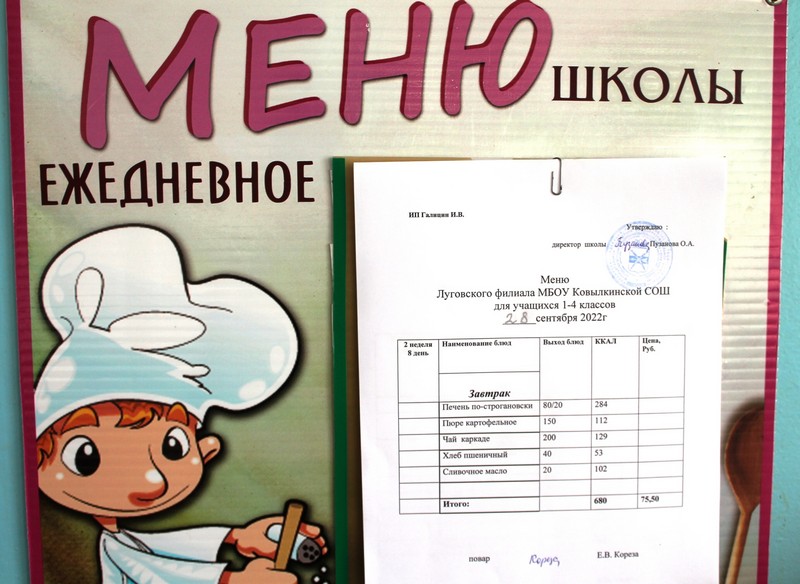 МЕНЮ ШКОЛЫ
ЕЖЕДНЕВНОЕ
ИП Галицин И.В.
Утверждаю :
директор школы Пузанова О.А.
Меню
Луговского филиала МБОУ Ковылкинской СОШ
для учащихся 1-4 классов
28 сентября 2022г
2 неделя 8 день Наименование блюд Выход блюд ККАЛ Цена, Руб.
Завтрак
Печень по-строгановски 80/20 284
Пюре картофельное 150 112
Чай каркаде 200 129
Хлеб пшеничный 40 53
Сливочное масло 20 102
Итого: 680 75,50
повар Кореза Е.В. Кореза